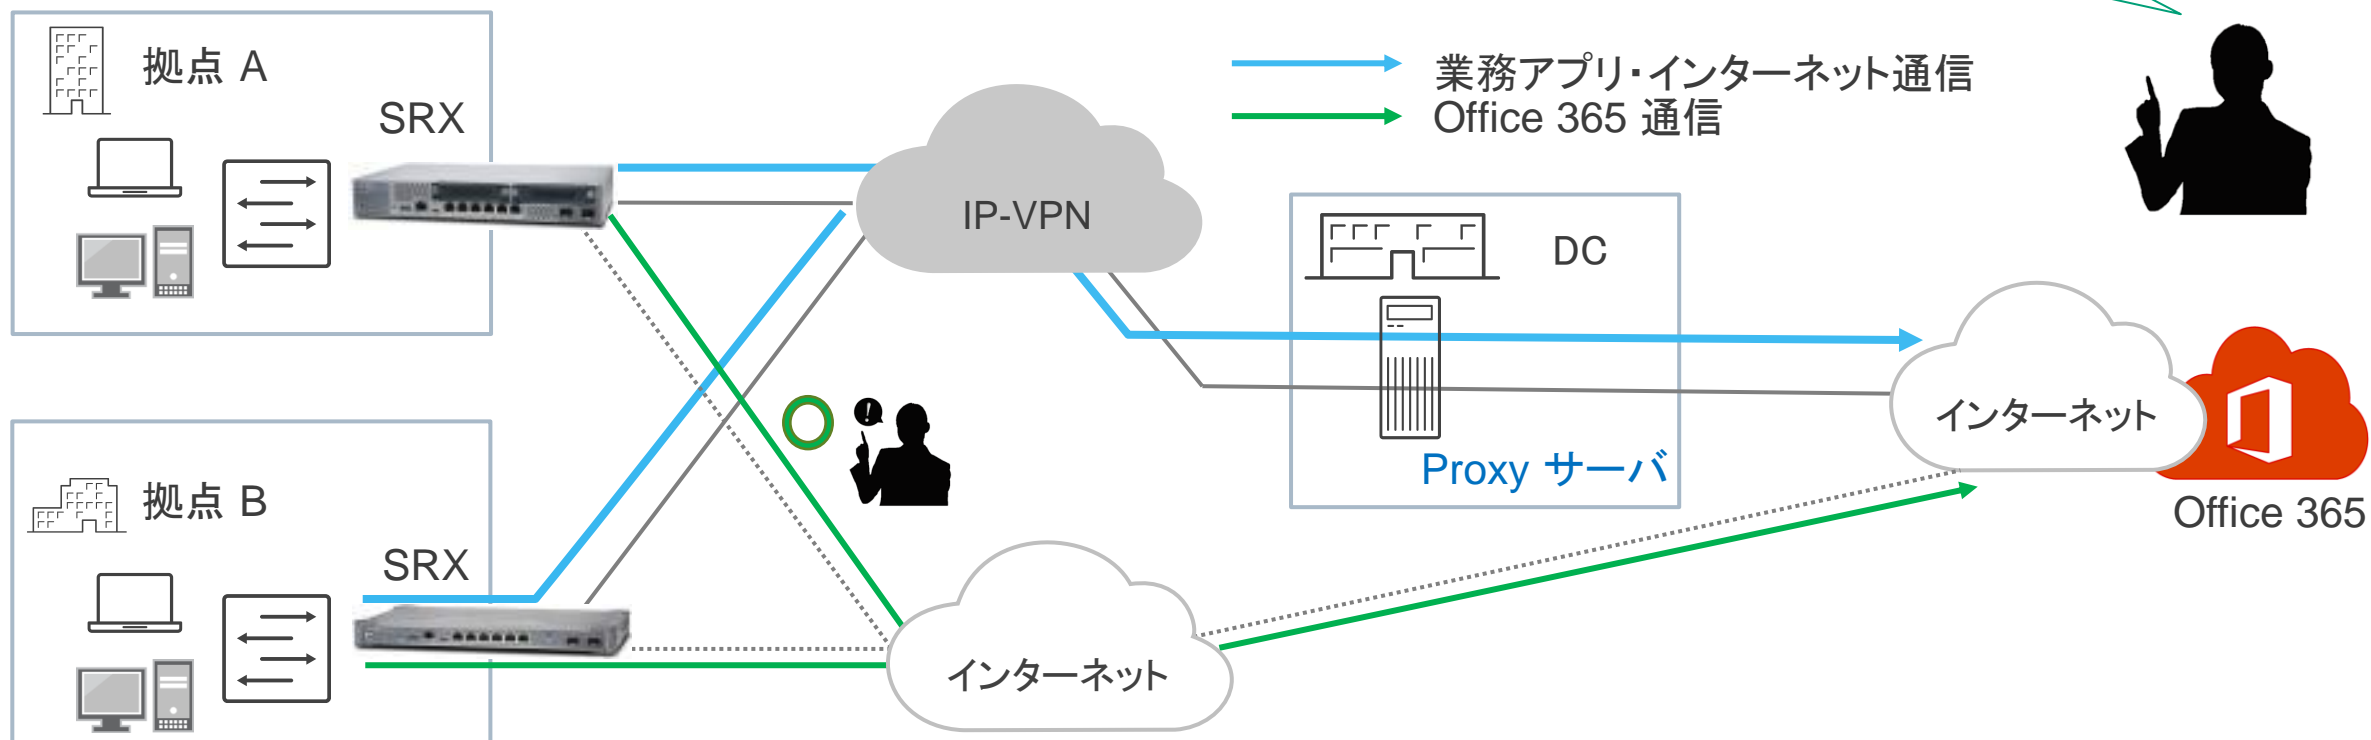 拠点 A
SRX
業務アプリ・インターネット通信
Office 365 通信
IP-VPN
DC
Proxy サーバ
インターネット
Office 365
拠点 B
SRX
インターネット